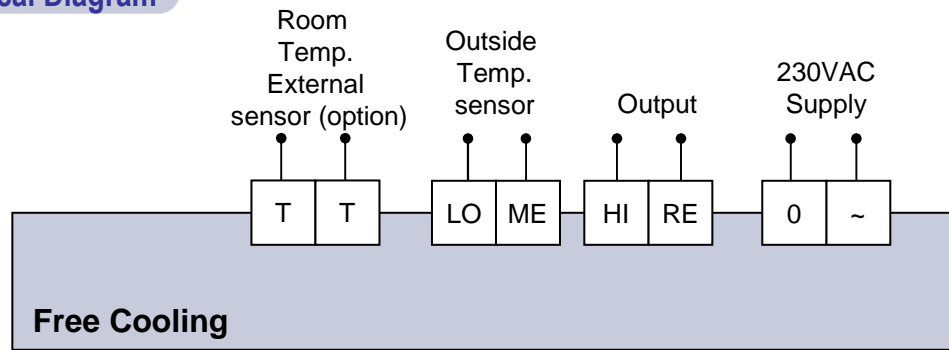 Diagram
Room
Temp.
External
sensor (option)
Outside
Temp.
sensor
Output
230VAC
Supply
T T LO ME HI RE 0 ~
Free Cooling